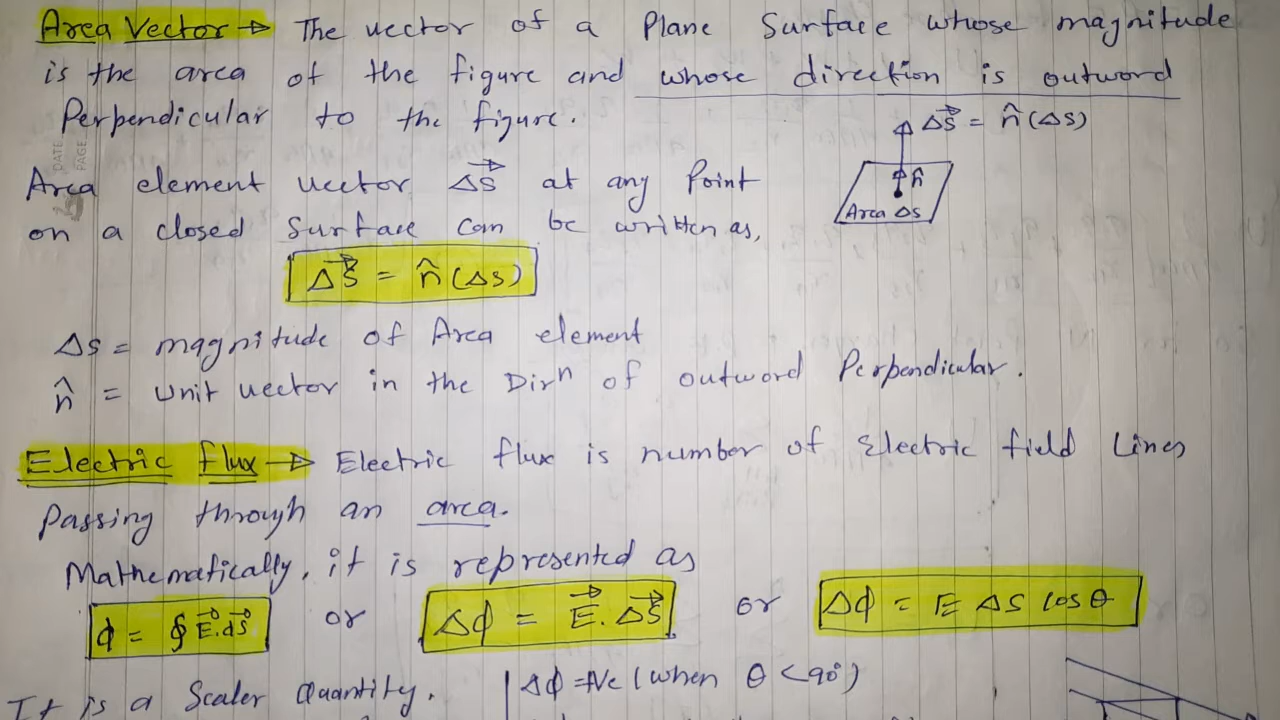 Area Vector → The vector of a Plane Surface whose magnitude
is the area of the figure and whose direction is outword
Perpendicular to the figure.
ΔS⃗ = n̂(ΔS)
n̂
Area ΔS
DATE
PAGE
Area element vector ΔS⃗ at any Point
on a closed Surface can be written as,
ΔS⃗ = n̂(ΔS)
ΔS = magnitude of Area element
n̂ = Unit vector in the Dirⁿ of outword Perpendicular.
Electric flux → Electric flux is number of Electric field Lines
Passing through an area.
Mathematically, it is represented as
ϕ = ∮ E⃗.dS⃗ or Δϕ = E⃗.ΔS⃗ or Δϕ = E ΔS cosθ
It is a Scaler Quantity. | Δϕ = +Ve (when θ < 90°)